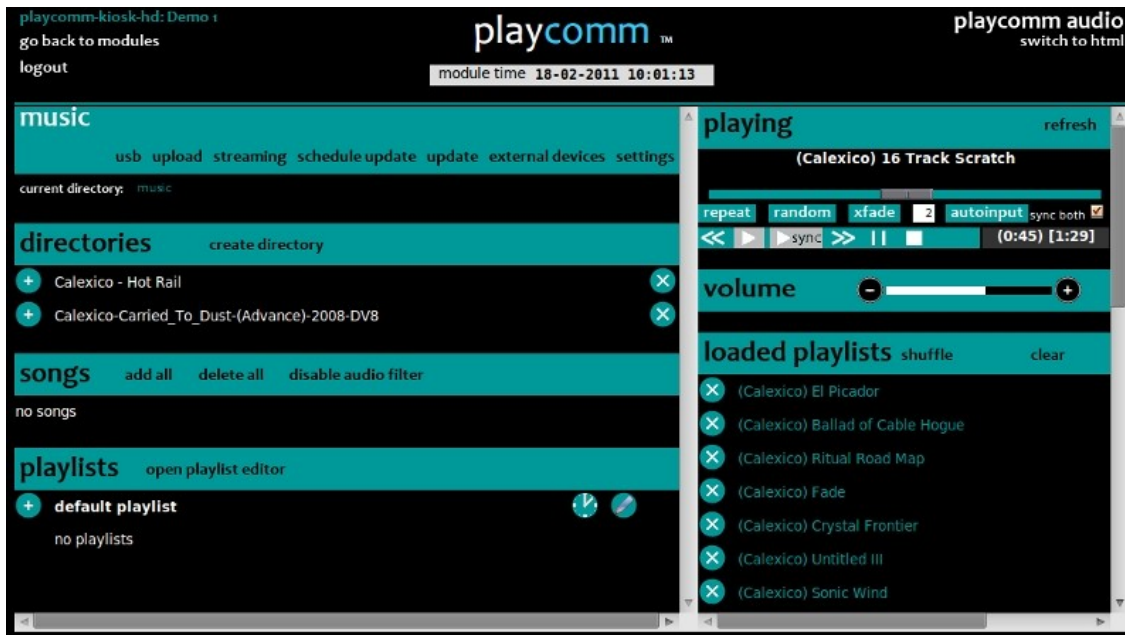 playcomm-kiosk-hd: Demo 1
go back to modules
logout
playcomm ™
module time 18-02-2011 10:01:13
playcomm audio
switch to html
music
usb upload streaming schedule update update external devices settings
current directory: music
directories create directory
Calexico - Hot Rail
Calexico-Carried_To_Dust-(Advance)-2008-DV8
songs add all delete all disable audio filter
no songs
playlists open playlist editor
default playlist
no playlists
playing refresh
(Calexico) 16 Track Scratch
repeat random xfade 2 autoinput sync both
sync (0:45) [1:29]
volume
loaded playlists shuffle clear
(Calexico) El Picador
(Calexico) Ballad of Cable Hogue
(Calexico) Ritual Road Map
(Calexico) Fade
(Calexico) Crystal Frontier
(Calexico) Untitled III
(Calexico) Sonic Wind